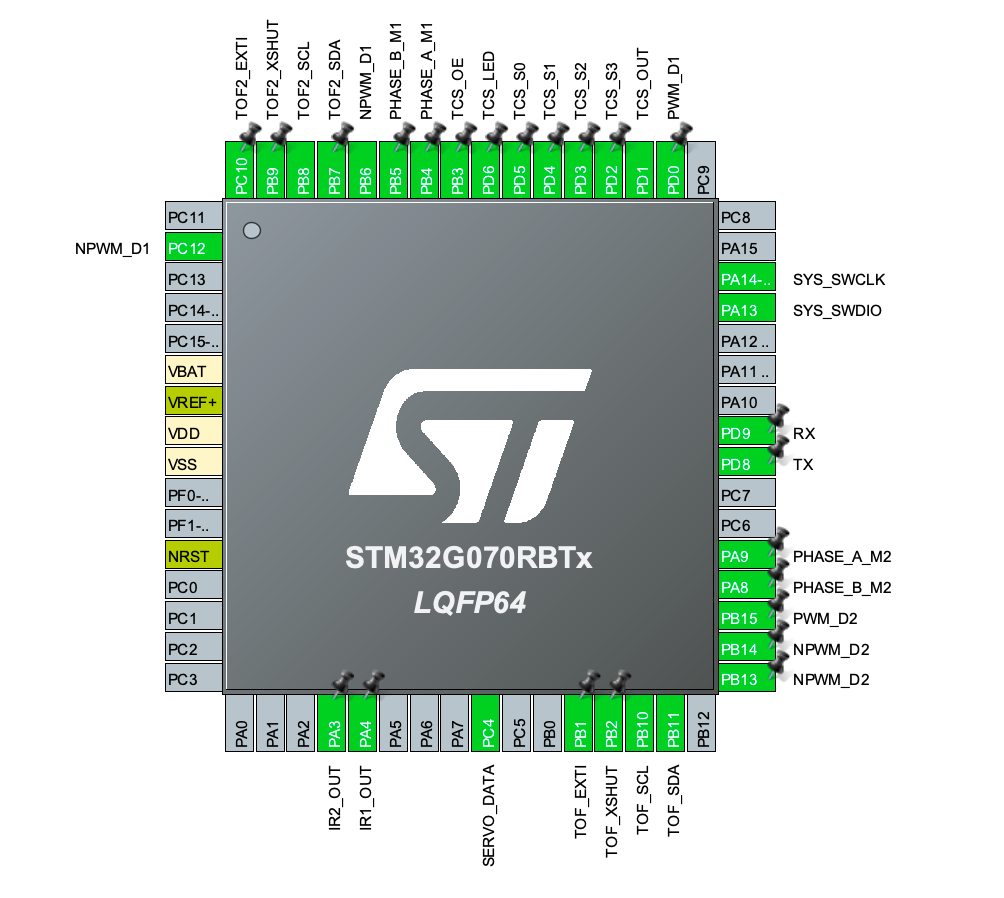 TOF2_EXTI
TOF2_XSHUT
TOF2_SCL
TOF2_SDA
NPWM_D1
PHASE_B_M1
PHASE_A_M1
TCS_OE
TCS_LED
TCS_S0
TCS_S1
TCS_S2
TCS_S3
TCS_OUT
PWM_D1
PC10
PB9
PB8
PB7
PB6
PB5
PB4
PB3
PD6
PD5
PD4
PD3
PD2
PD1
PD0
PC9
PC11
NPWM_D1 PC12
PC13
PC14-..
PC15-..
VBAT
VREF+
VDD
VSS
PF0-..
PF1-..
NRST
PC0
PC1
PC2
PC3
ST
STM32G070RBTx
LQFP64
PC8
PA15
PA14-.. SYS_SWCLK
PA13 SYS_SWDIO
PA12 ..
PA11 ..
PA10
PD9 RX
PD8 TX
PC7
PC6
PA9 PHASE_A_M2
PA8 PHASE_B_M2
PB15 PWM_D2
PB14 NPWM_D2
PB13 NPWM_D2
PA0
PA1
PA2
PA3
PA4
PA5
PA6
PA7
PC4
PC5
PB0
PB1
PB2
PB10
PB11
PB12
IR2_OUT
IR1_OUT
SERVO_DATA
TOF_EXTI
TOF_XSHUT
TOF_SCL
TOF_SDA